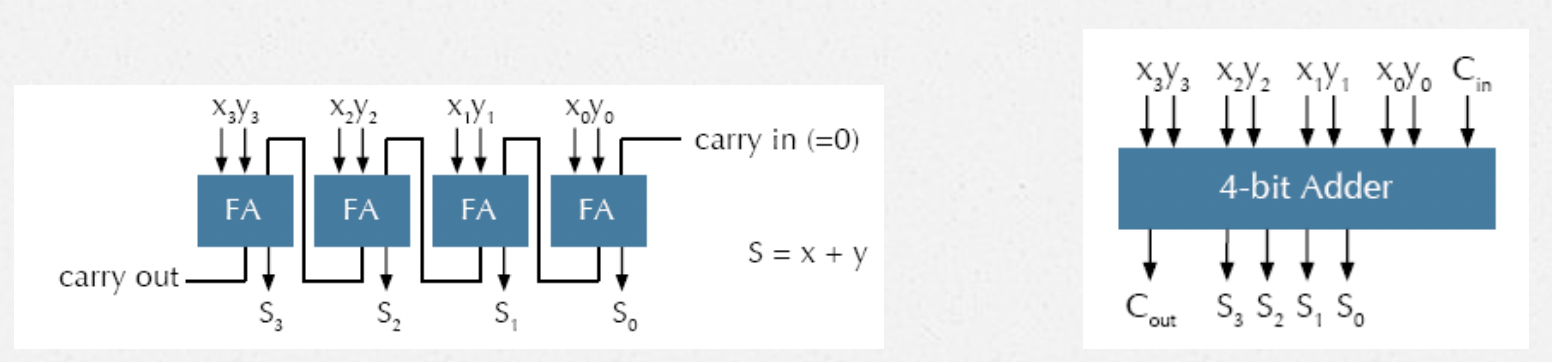 x₃y₃ x₂y₂ x₁y₁ x₀y₀
carry in (=0)
FA FA FA FA
S = x + y
carry out
S₃ S₂ S₁ S₀
x₃y₃ x₂y₂ x₁y₁ x₀y₀ Cᵢₙ
4-bit Adder
Cₒᵤₜ S₃ S₂ S₁ S₀